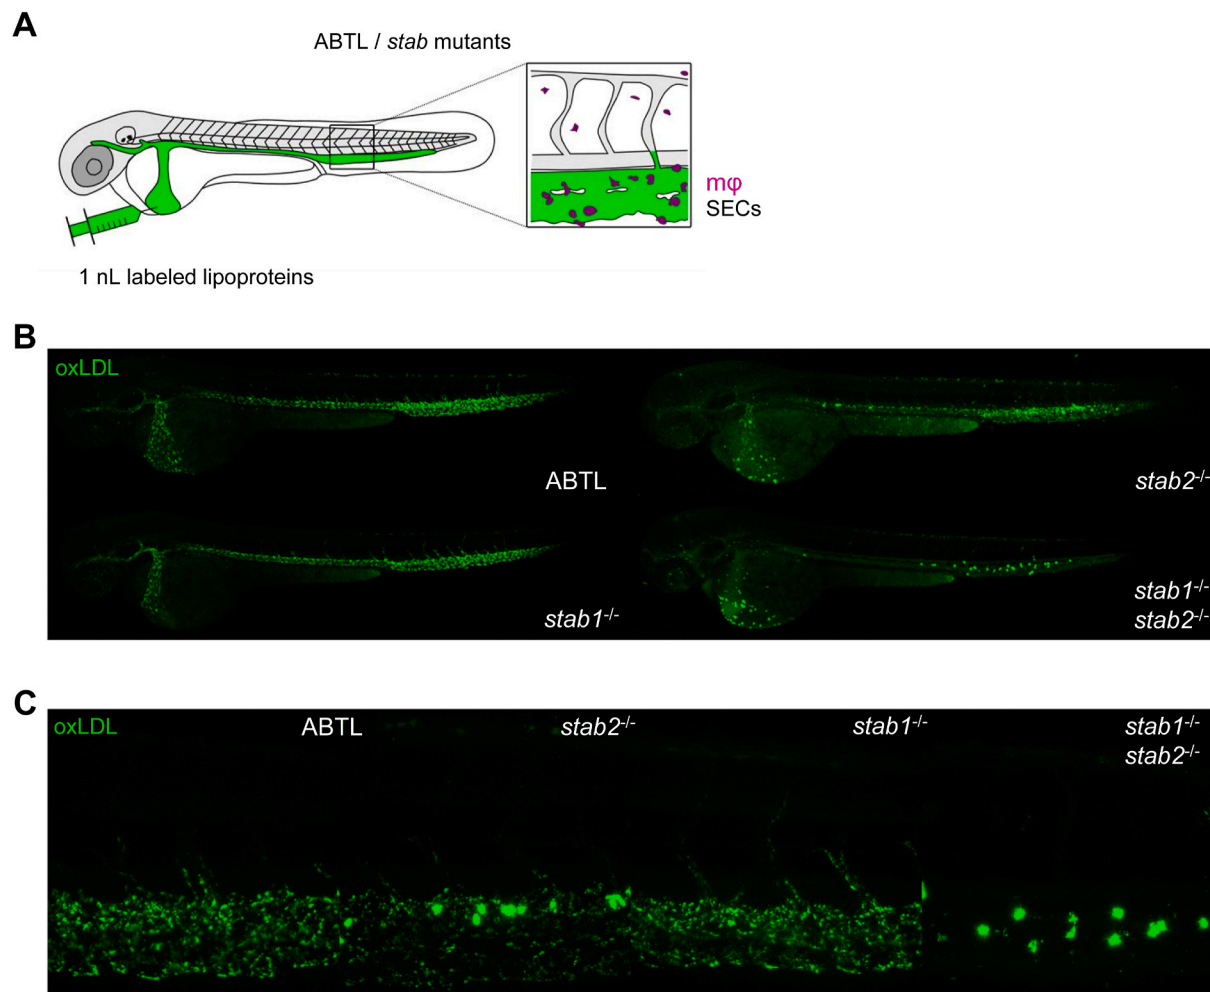 A
ABTL / stab mutants
mφ
SECs
1 nL labeled lipoproteins
B
oxLDL
ABTL
stab2-/-
stab1-/-
stab1-/-
stab2-/-
C
oxLDL
ABTL
stab2-/-
stab1-/-
stab1-/-
stab2-/-